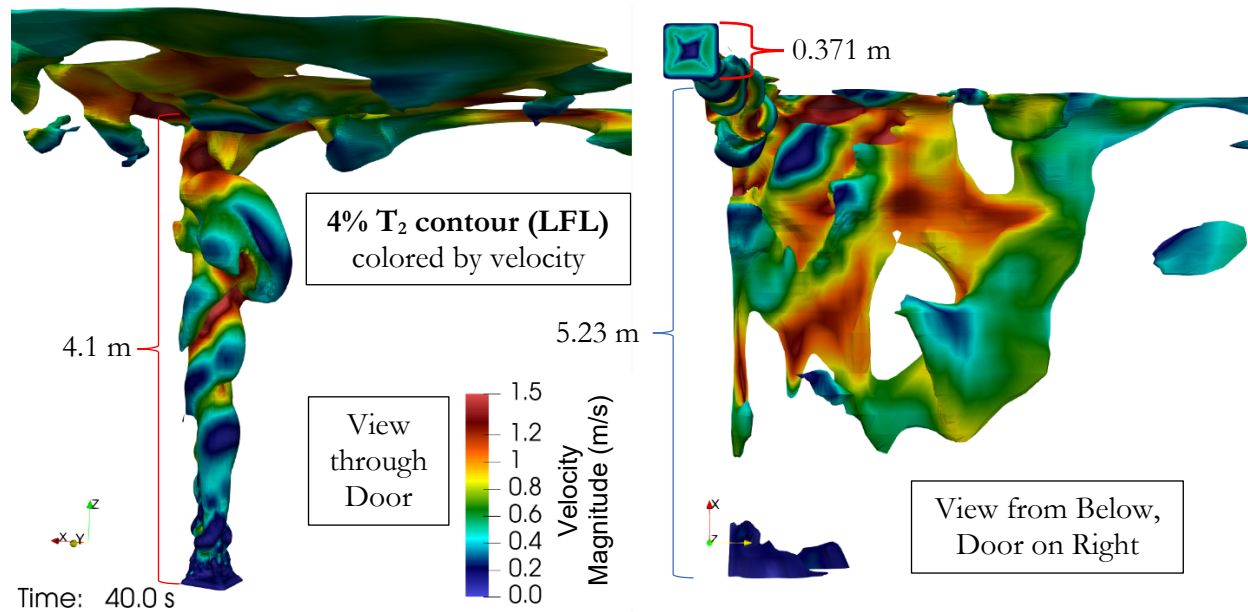 0.371 m
4% T₂ contour (LFL)
colored by velocity
4.1 m
5.23 m
View
through
Door
1.5
1.2
1
0.8
0.6
0.4
0.2
0.0
Velocity
Magnitude (m/s)
View from Below,
Door on Right
Z
X
Y
X
Z
Time: 40.0 s